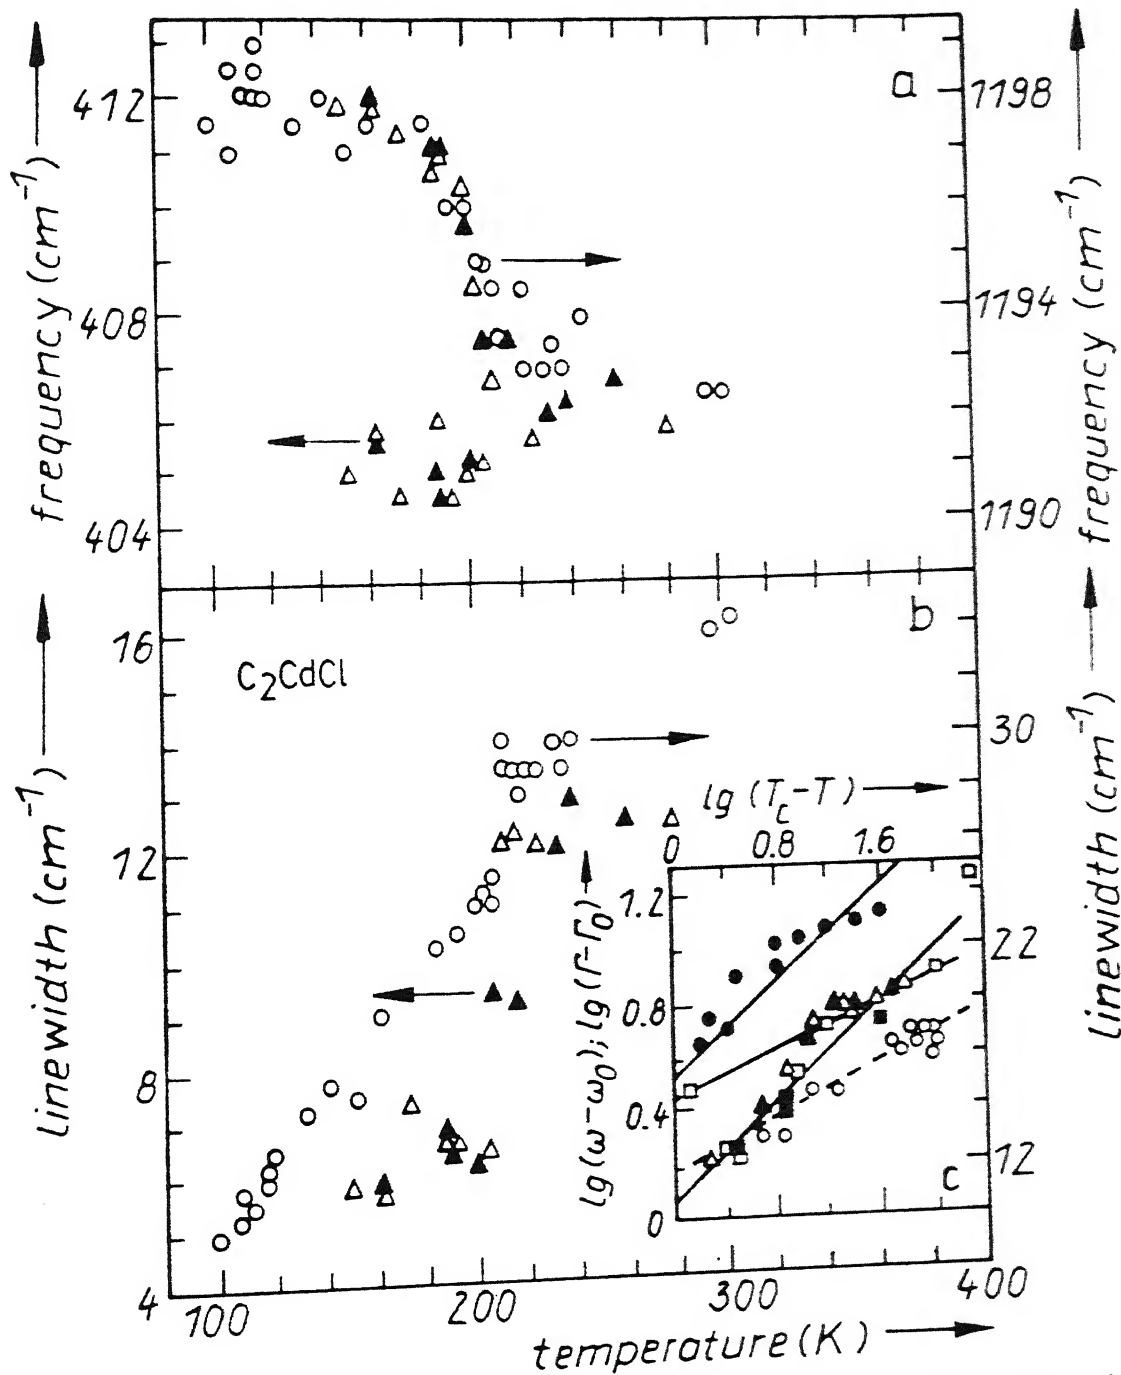 a
frequency (cm⁻¹)
412
408
404
1198
1194
1190
frequency (cm⁻¹)
b
C₂CdCl
linewidth (cm⁻¹)
16
12
8
4
30
22
12
linewidth (cm⁻¹)
lg (T_c-T)
0 0.8 1.6
lg (ω-ω₀); lg (Γ-Γ₀)
1.2
0.8
0.4
0
c
100 200 300 400
temperature (K)